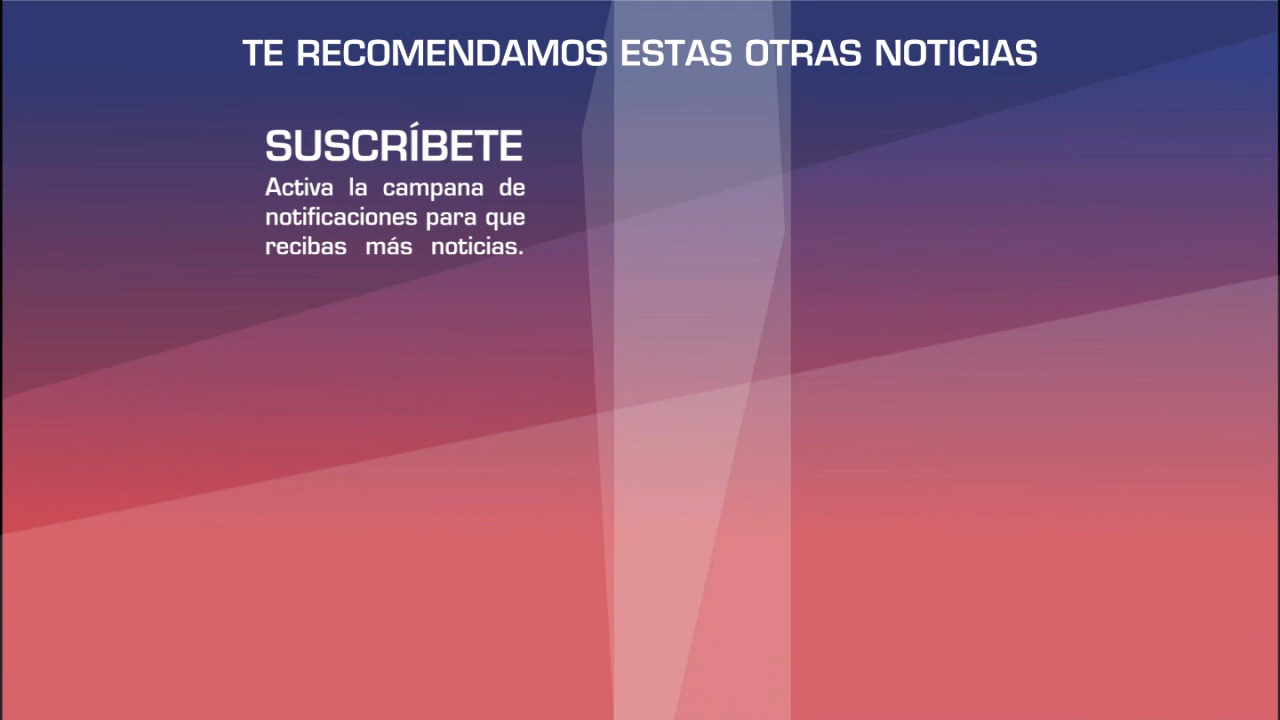 TE RECOMENDAMOS ESTAS OTRAS NOTICIAS
SUSCRÍBETE
Activa la campana de
notificaciones para que
recibas más noticias.